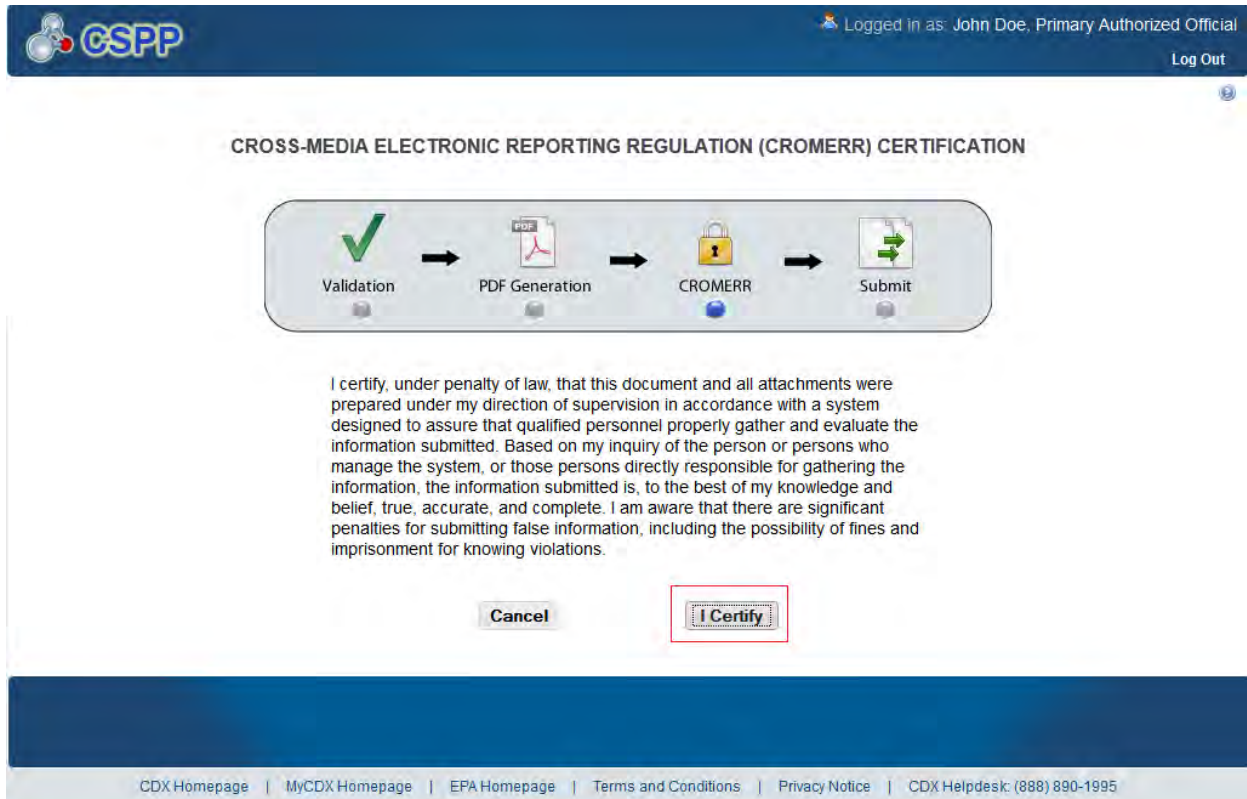 CSPP
Logged in as: John Doe, Primary Authorized Official
Log Out
CROSS-MEDIA ELECTRONIC REPORTING REGULATION (CROMERR) CERTIFICATION
PDF
Validation
PDF Generation
CROMERR
Submit
I certify, under penalty of law, that this document and all attachments were
prepared under my direction of supervision in accordance with a system
designed to assure that qualified personnel properly gather and evaluate the
information submitted. Based on my inquiry of the person or persons who
manage the system, or those persons directly responsible for gathering the
information, the information submitted is, to the best of my knowledge and
belief, true, accurate, and complete. I am aware that there are significant
penalties for submitting false information, including the possibility of fines and
imprisonment for knowing violations.
Cancel
I Certify
CDX Homepage | MyCDX Homepage | EPA Homepage | Terms and Conditions | Privacy Notice | CDX Helpdesk: (888) 890-1995